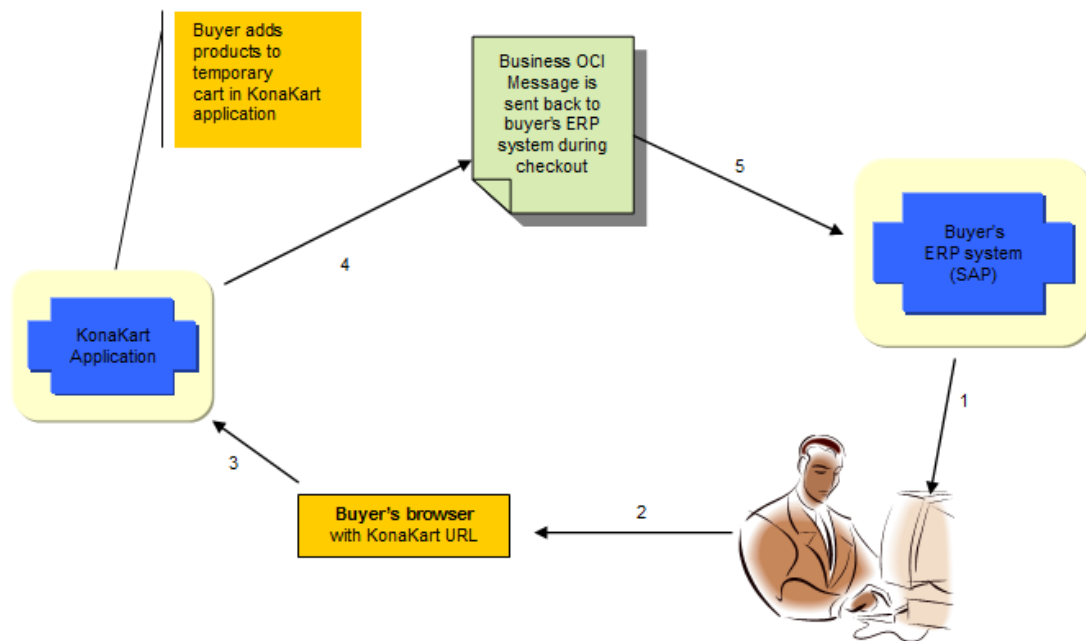 Buyer adds
products to
temporary
cart in KonaKart
application
Business OCI
Message is
sent back to
buyer's ERP
system during
checkout
5
Buyer's
ERP system
(SAP)
4
KonaKart
Application
1
3
Buyer's browser
with KonaKart URL
2